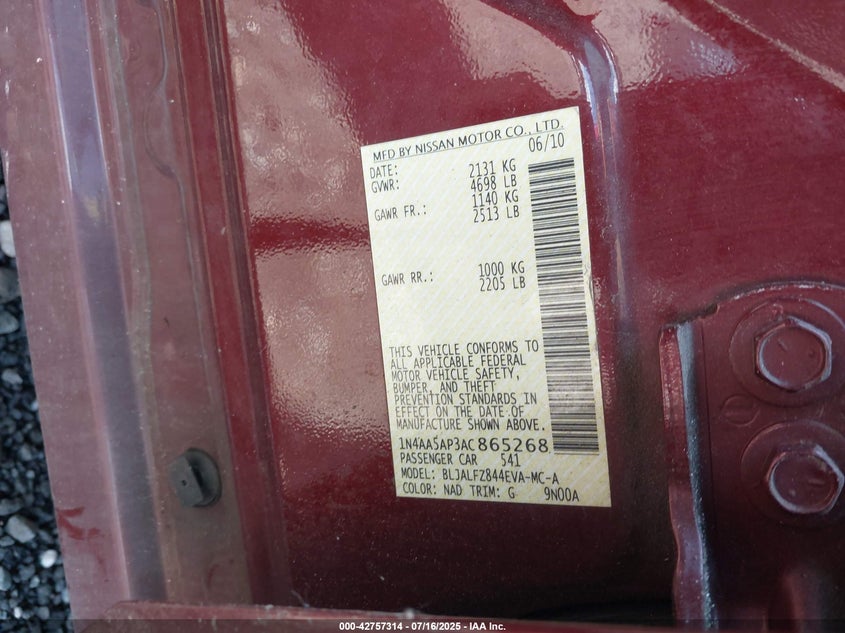 MFD BY NISSAN MOTOR CO., LTD.
DATE: 06/10
GVWR: 2131 KG
4698 LB
GAWR FR.: 1140 KG
2513 LB
GAWR RR.: 1000 KG
2205 LB
THIS VEHICLE CONFORMS TO
ALL APPLICABLE FEDERAL
MOTOR VEHICLE SAFETY,
BUMPER, AND THEFT
PREVENTION STANDARDS IN
EFFECT ON THE DATE OF
MANUFACTURE SHOWN ABOVE.
1N4AA5AP3AC865268
PASSENGER CAR 541
MODEL: BLJALFZ844EVA-MC-A
COLOR: NAD TRIM: G 9N00A
000-42757314 - 07/16/2025 - IAA Inc.